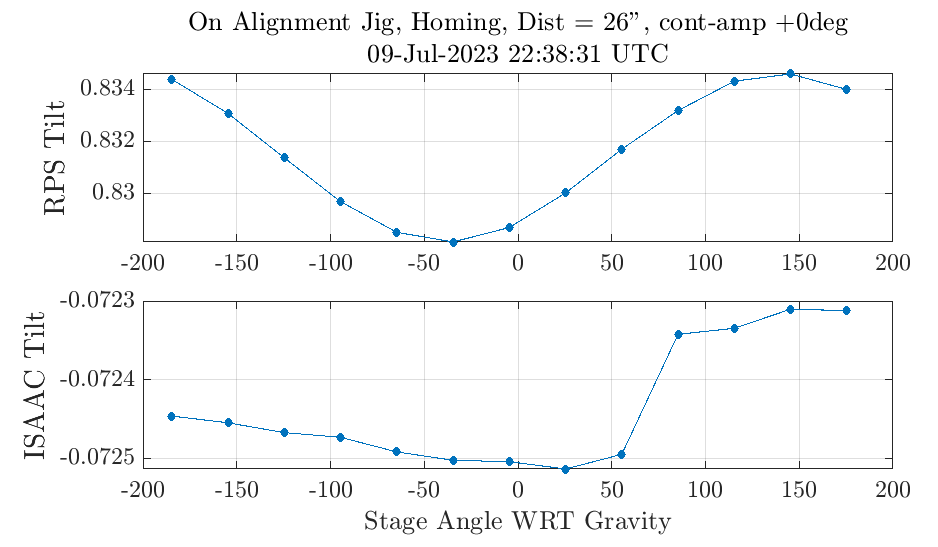 On Alignment Jig, Homing, Dist = 26", cont-amp +0deg
09-Jul-2023 22:38:31 UTC
RPS Tilt
0.834
0.832
0.83
-200 -150 -100 -50 0 50 100 150 200
ISAAC Tilt
-0.0723
-0.0724
-0.0725
-200 -150 -100 -50 0 50 100 150 200
Stage Angle WRT Gravity